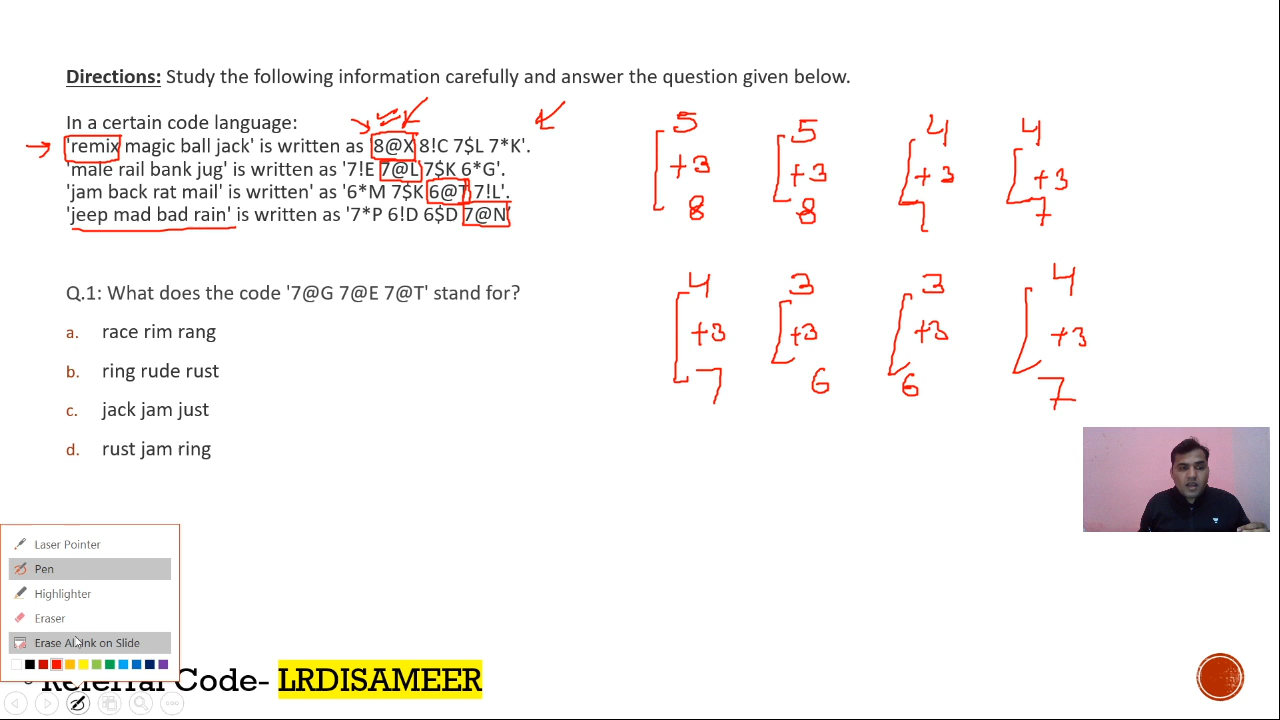 Directions: Study the following information carefully and answer the question given below.
In a certain code language:
'remix magic ball jack' is written as '8@X 8!C 7$L 7*K'.
'male rail bank jug' is written as '7!E 7@L 7$K 6*G'.
'jam back rat mail' is written' as '6*M 7$K 6@T 7!L'.
'jeep mad bad rain' is written as '7*P 6!D 6$D 7@N'
5 5 4 4
+3 +3 +3 +3
8 8 7 7
Q.1: What does the code '7@G 7@E 7@T' stand for?
a. race rim rang
b. ring rude rust
c. jack jam just
d. rust jam ring
4 3 3 4
+3 +3 +3 +3
7 6 6 7
Laser Pointer
Pen
Highlighter
Eraser
Erase All Ink on Slide
Referral Code- LRDISAMEER